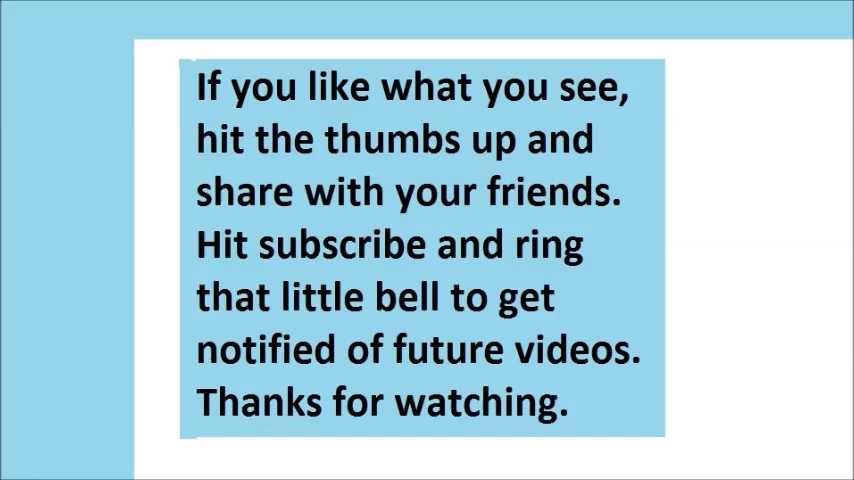 If you like what you see,
hit the thumbs up and
share with your friends.
Hit subscribe and ring
that little bell to get
notified of future videos.
Thanks for watching.